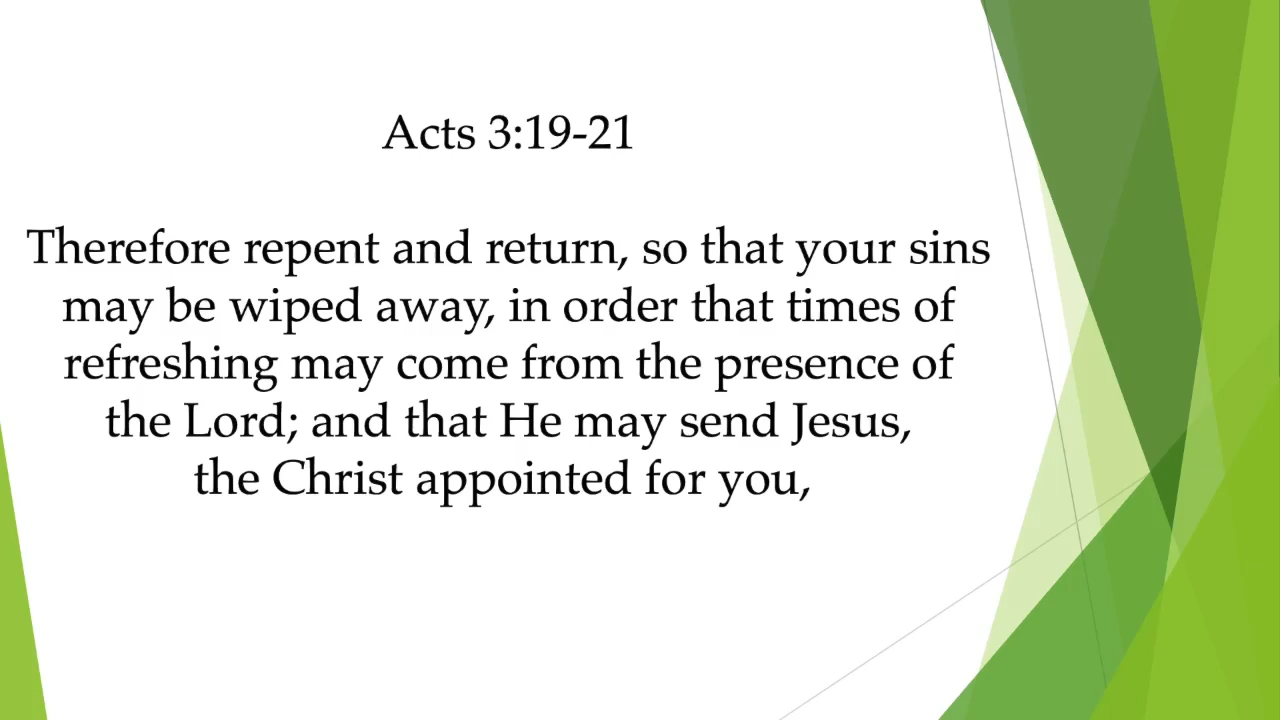 Acts 3:19-21
Therefore repent and return, so that your sins
may be wiped away, in order that times of
refreshing may come from the presence of
the Lord; and that He may send Jesus,
the Christ appointed for you,